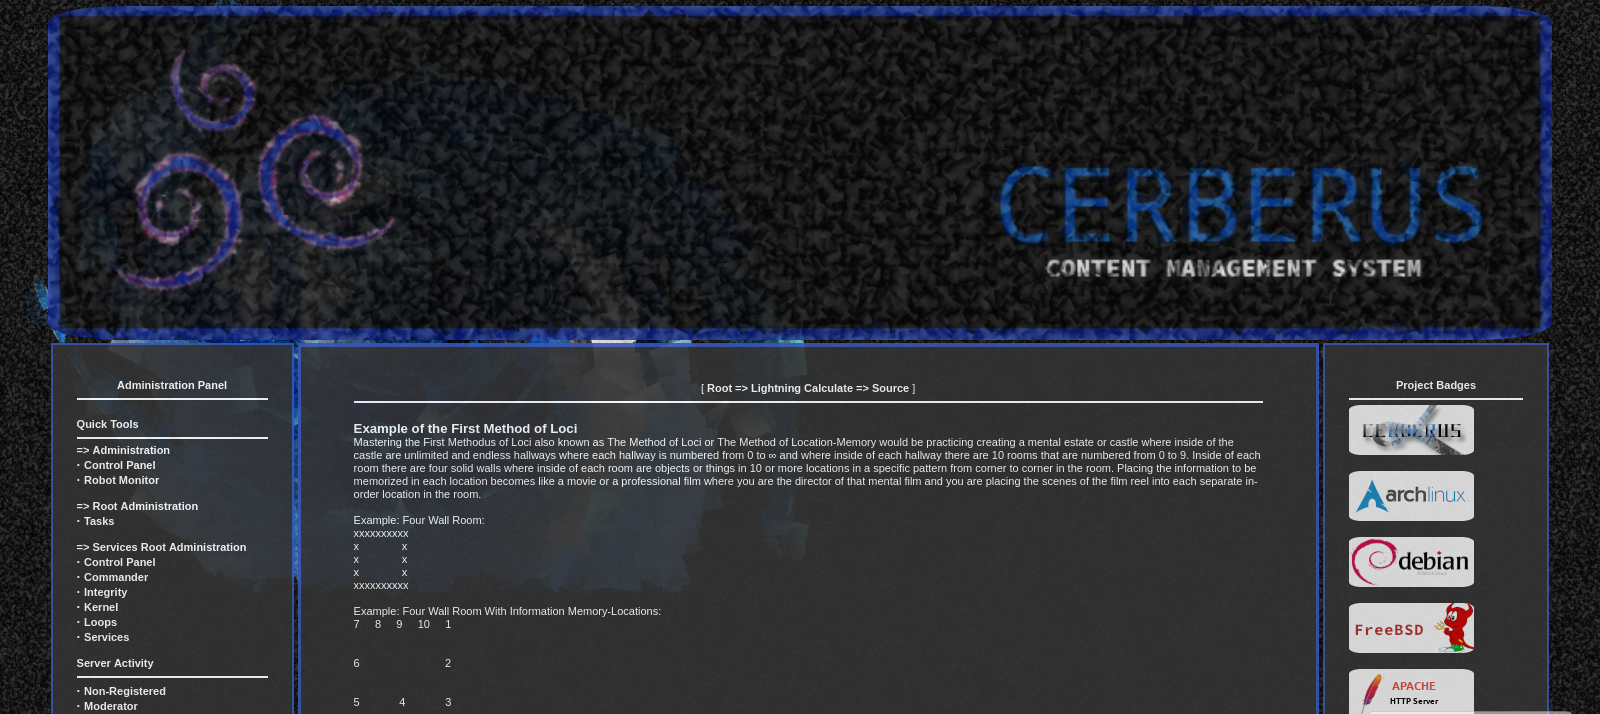 CERBERUS
CONTENT MANAGEMENT SYSTEM
Administration Panel
Quick Tools
=> Administration
· Control Panel
· Robot Monitor
=> Root Administration
· Tasks
=> Services Root Administration
· Control Panel
· Commander
· Integrity
· Kernel
· Loops
· Services
Server Activity
· Non-Registered
· Moderator
[ Root => Lightning Calculate => Source ]
Example of the First Method of Loci
Mastering the First Methodus of Loci also known as The Method of Loci or The Method of Location-Memory would be practicing creating a mental estate or castle where inside of the
castle are unlimited and endless hallways where each hallway is numbered from 0 to ∞ and where inside of each hallway there are 10 rooms that are numbered from 0 to 9. Inside of each
room there are four solid walls where inside of each room are objects or things in 10 or more locations in a specific pattern from corner to corner in the room. Placing the information to be
memorized in each location becomes like a movie or a professional film where you are the director of that mental film and you are placing the scenes of the film reel into each separate in-
order location in the room.
Example: Four Wall Room:
xxxxxxxxxx
x x
x x
x x
xxxxxxxxxx
Example: Four Wall Room With Information Memory-Locations:
7 8 9 10 1
6 2
5 4 3
Project Badges
CERBERUS
archlinux
debian
FreeBSD
APACHE
HTTP Server